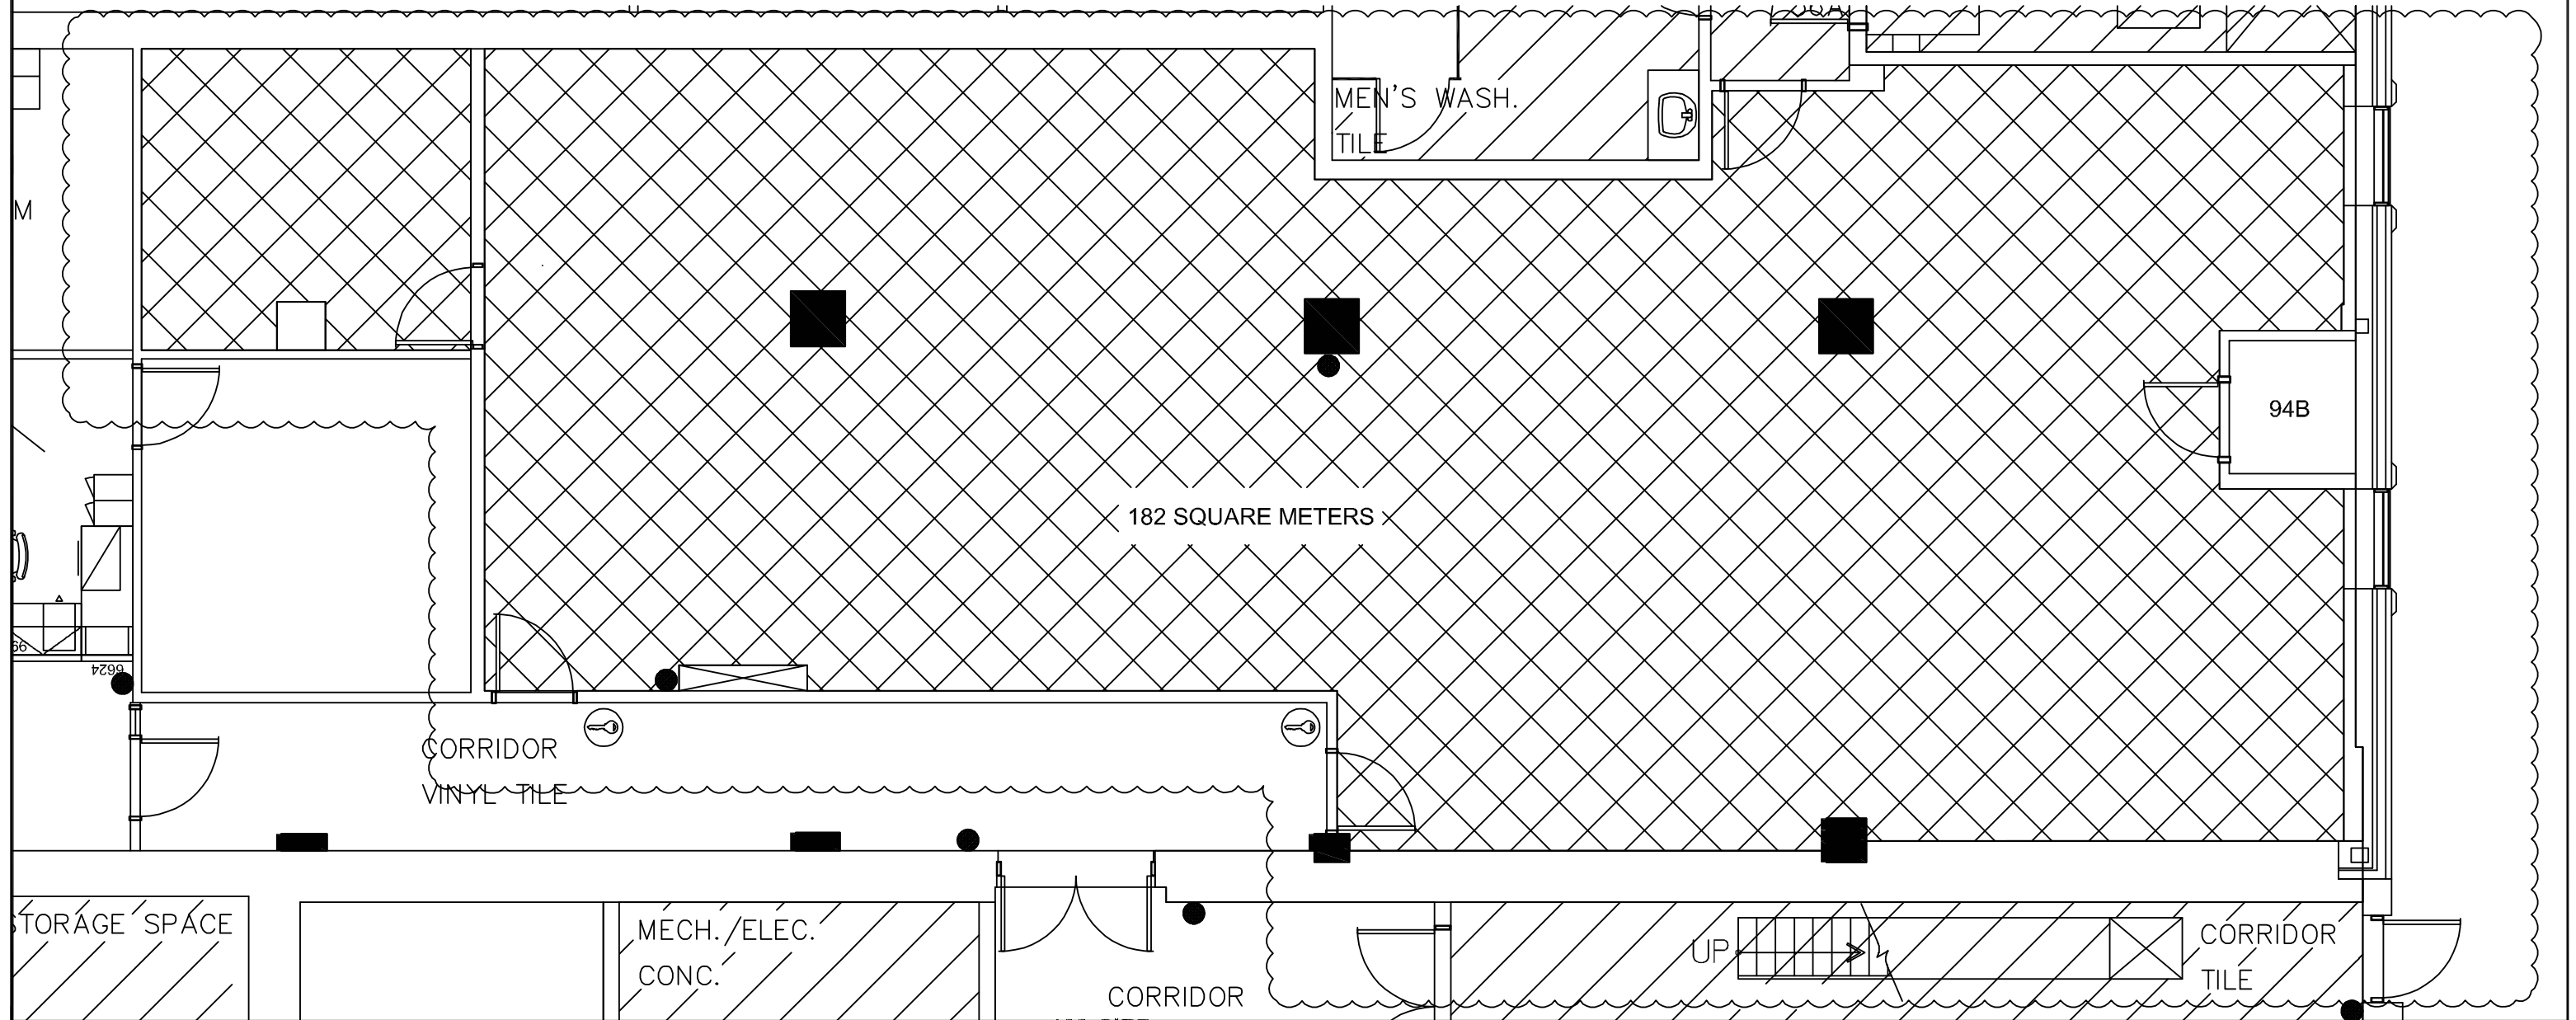 MEN'S WASH.
TILE
M
94B
182 SQUARE METERS
6624
CORRIDOR
VINYL TILE
STORAGE SPACE
MECH./ELEC.
CONC.
CORRIDOR
UP
CORRIDOR
TILE